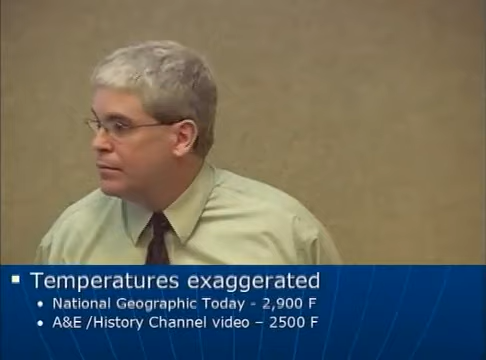 Temperatures exaggerated
National Geographic Today - 2,900 F
A&E /History Channel video – 2500 F